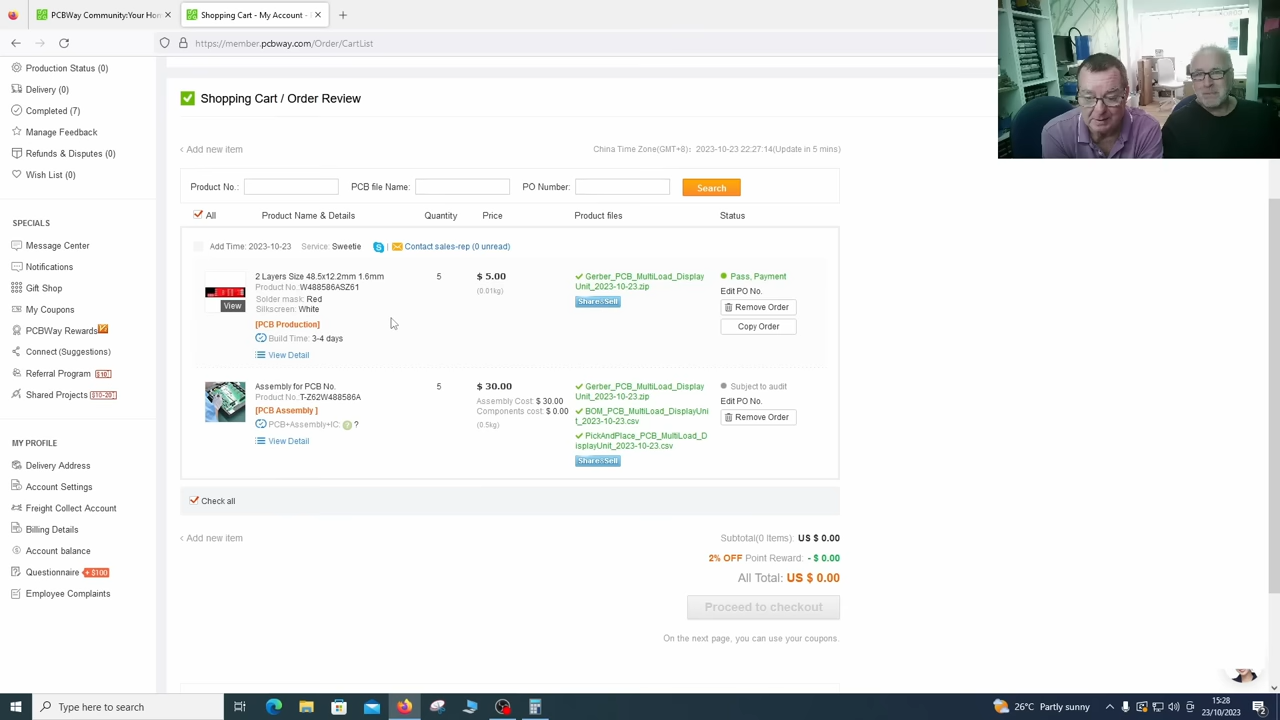 PCBWay Component:Your Hom
Shopping Cart - My Account -
https://member.pcbway.com/Order/CartList
Production Status (0)
Delivery (0)
Completed (7)
Manage Feedback
Refunds & Disputes (0)
Wish List (0)
SPECIALS
Message Center
Notifications
Gift Shop
My Coupons
PCBWay Rewards
Connect (Suggestions)
Referral Program
Shared Projects
MY PROFILE
Delivery Address
Account Settings
Freight Collect Account
Billing Details
Account balance
Questionnaire + $100
Employee Complaints
Shopping Cart / Order Review
< Add new item
China Time Zone(GMT+8): 2023-10-23 22:27:14(Update in 5 mins)
Product No.: PCB file Name: PO Number: Search
All Product Name & Details Quantity Price Product files Status
Add Time: 2023-10-23 Service: Sweetie Contact sales-rep (0 unread)
2 Layers Size 48.5x12.2mm 1.6mm 5 $ 5.00
Product No.:W488586ASZ61 (0.01kg)
Solder mask: Red
Silkscreen: White
View
[PCB Production]
Build Time: 3-4 days
View Detail
Gerber_PCB_MultiLoad_Display
Unit_2023-10-23.zip
Share&Sell
Pass, Payment
Edit PO No.
Remove Order
Copy Order
Assembly for PCB No. 5 $ 30.00
Product No.:T-Z62W488586A Assembly Cost: $ 30.00
[PCB Assembly ] Components cost: $ 0.00
PCB+Assembly+IC: ? ? (0.5kg)
View Detail
Gerber_PCB_MultiLoad_Display
Unit_2023-10-23.zip
BOM_PCB_MultiLoad_DisplayUni
t_2023-10-23.csv
PickAndPlace_PCB_MultiLoad_D
isplayUnit_2023-10-23.csv
Share&Sell
Subject to audit
Edit PO No.
Remove Order
Check all
< Add new item
Subtotal(0 Items): US $ 0.00
2% OFF Point Reward: - $ 0.00
All Total: US $ 0.00
Proceed to checkout
On the next page, you can use your coupons.
Type here to search
26°C Partly sunny
15:28
23/10/2023
2